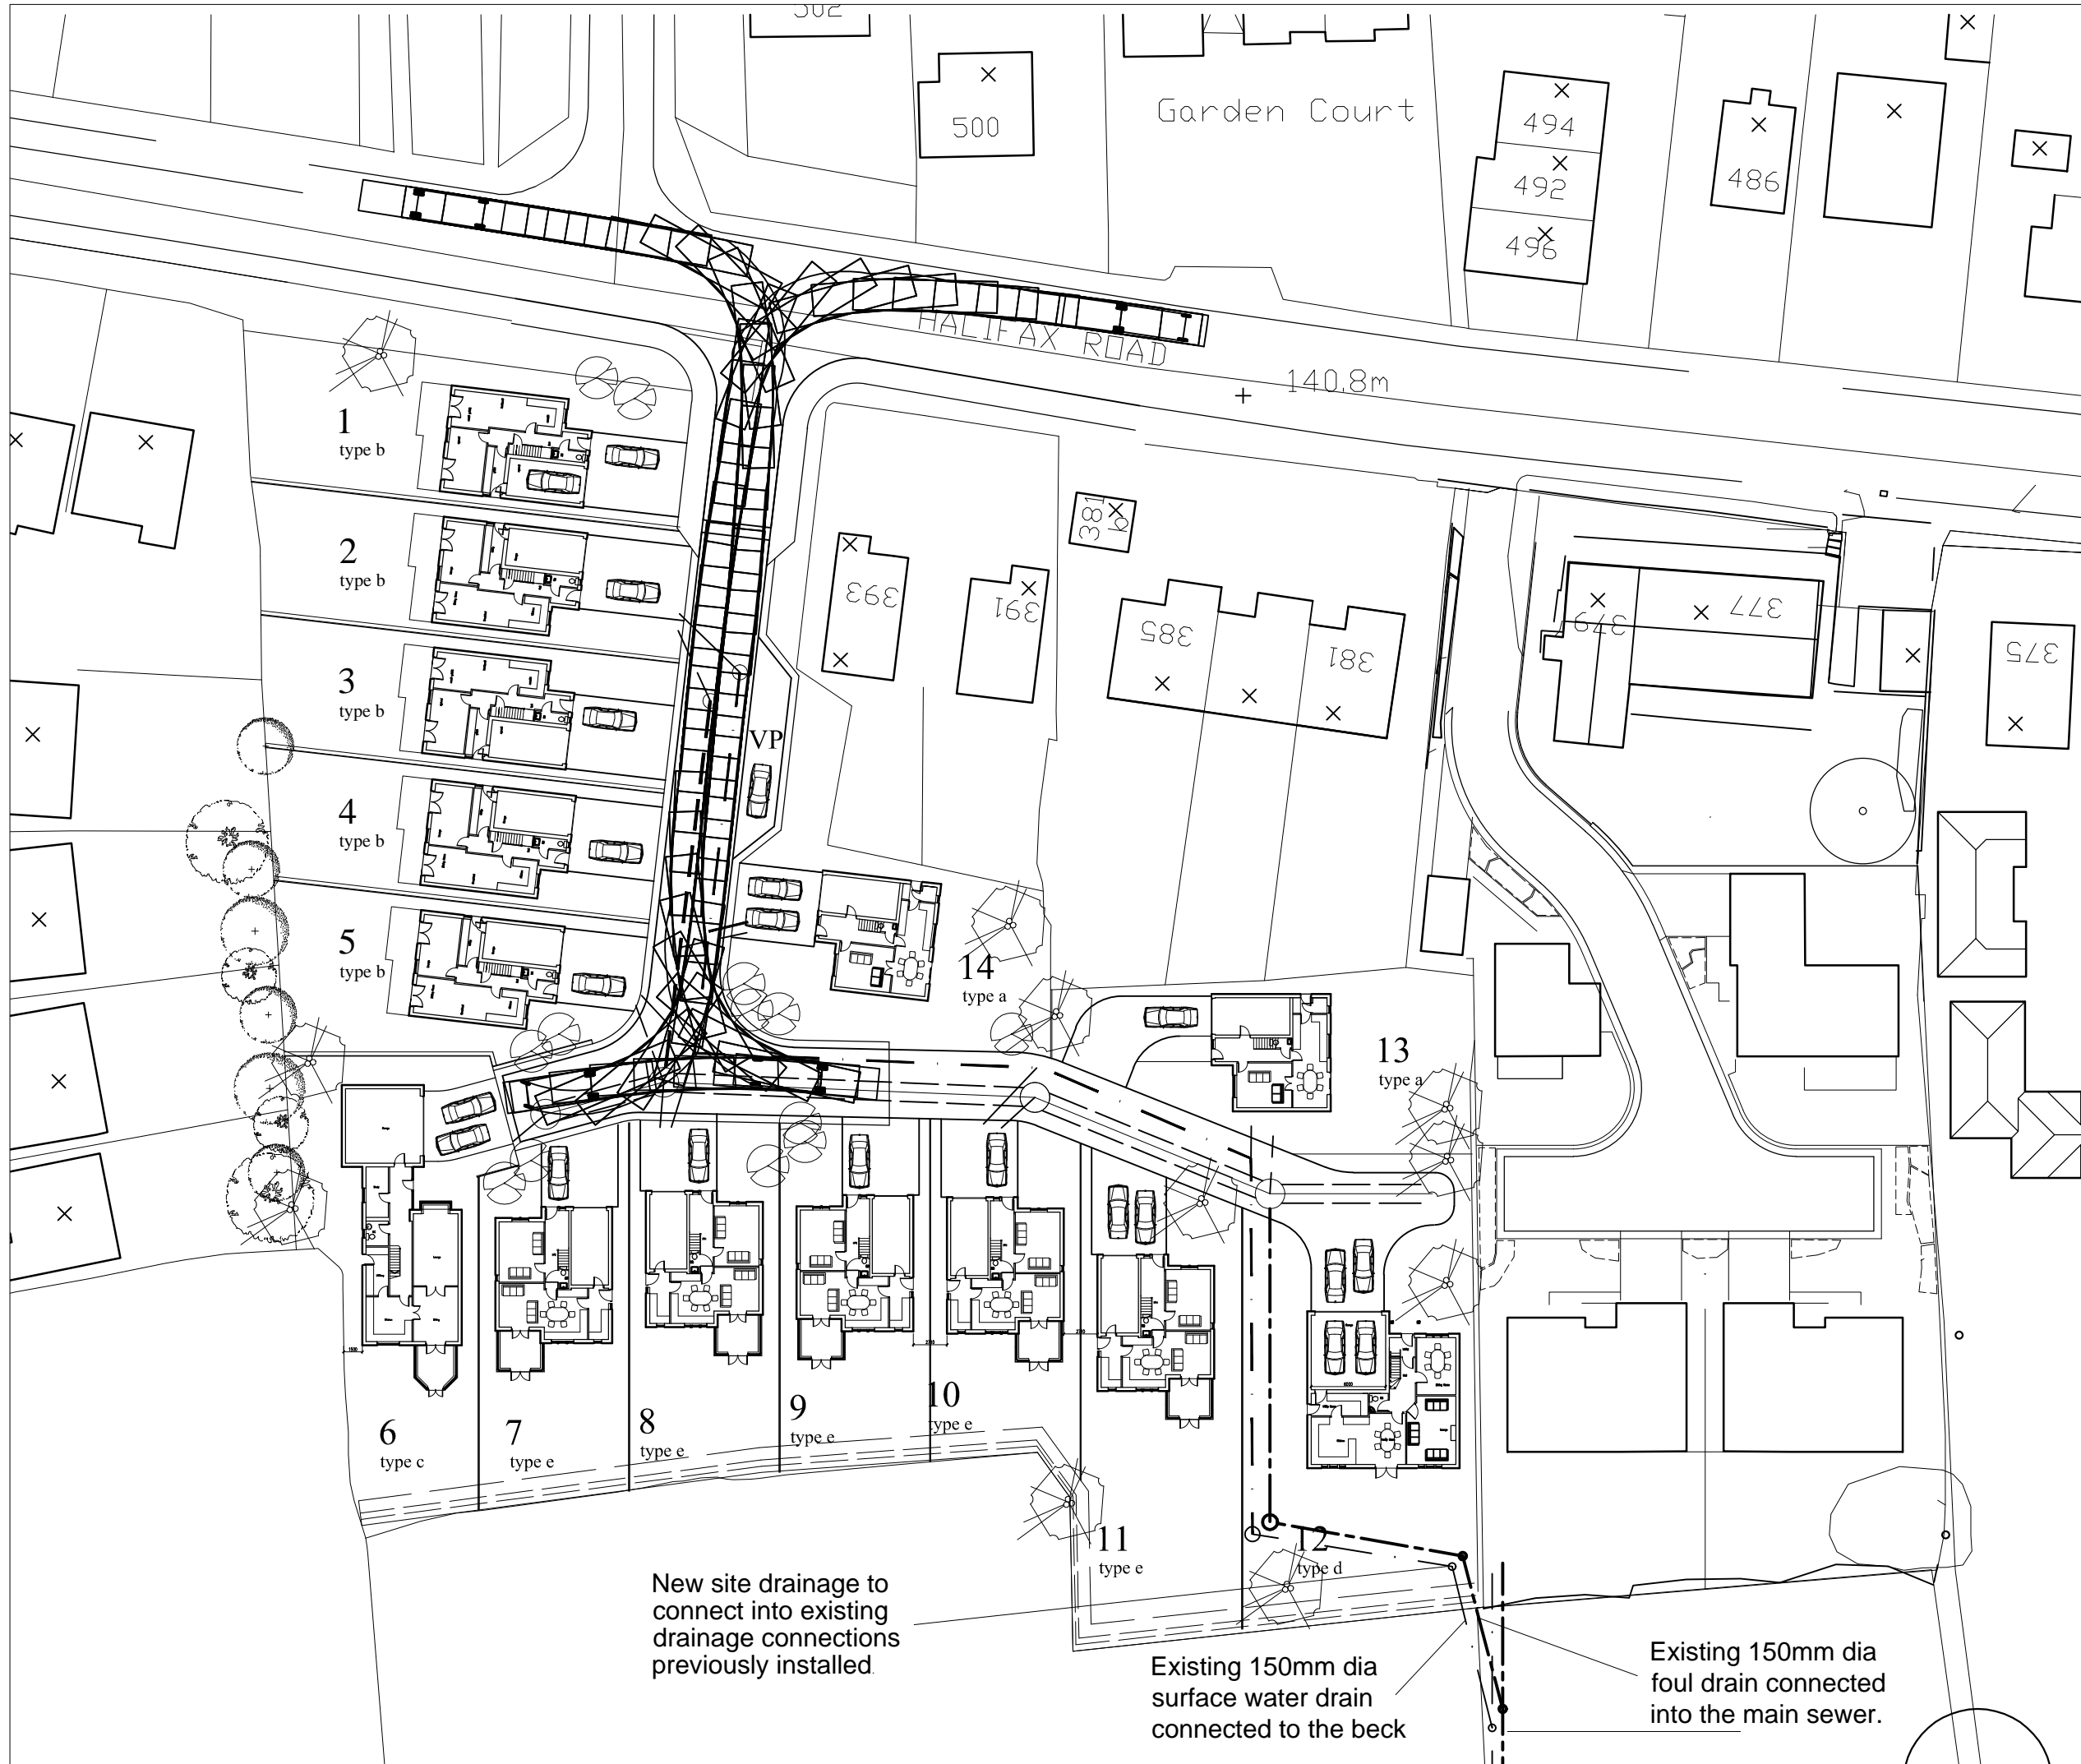 502
500
Garden Court
494
492
496
486
HALIFAX ROAD
140.8m
1
type b
2
type b
3
type b
4
type b
5
type b
393
391
381
385
381
379
377
375
VP
14
type a
13
type a
6
type c
7
type e
8
type e
9
type e
10
type e
11
type e
12
type d
New site drainage to
connect into existing
drainage connections
previously installed.
Existing 150mm dia
surface water drain
connected to the beck
Existing 150mm dia
foul drain connected
into the main sewer.